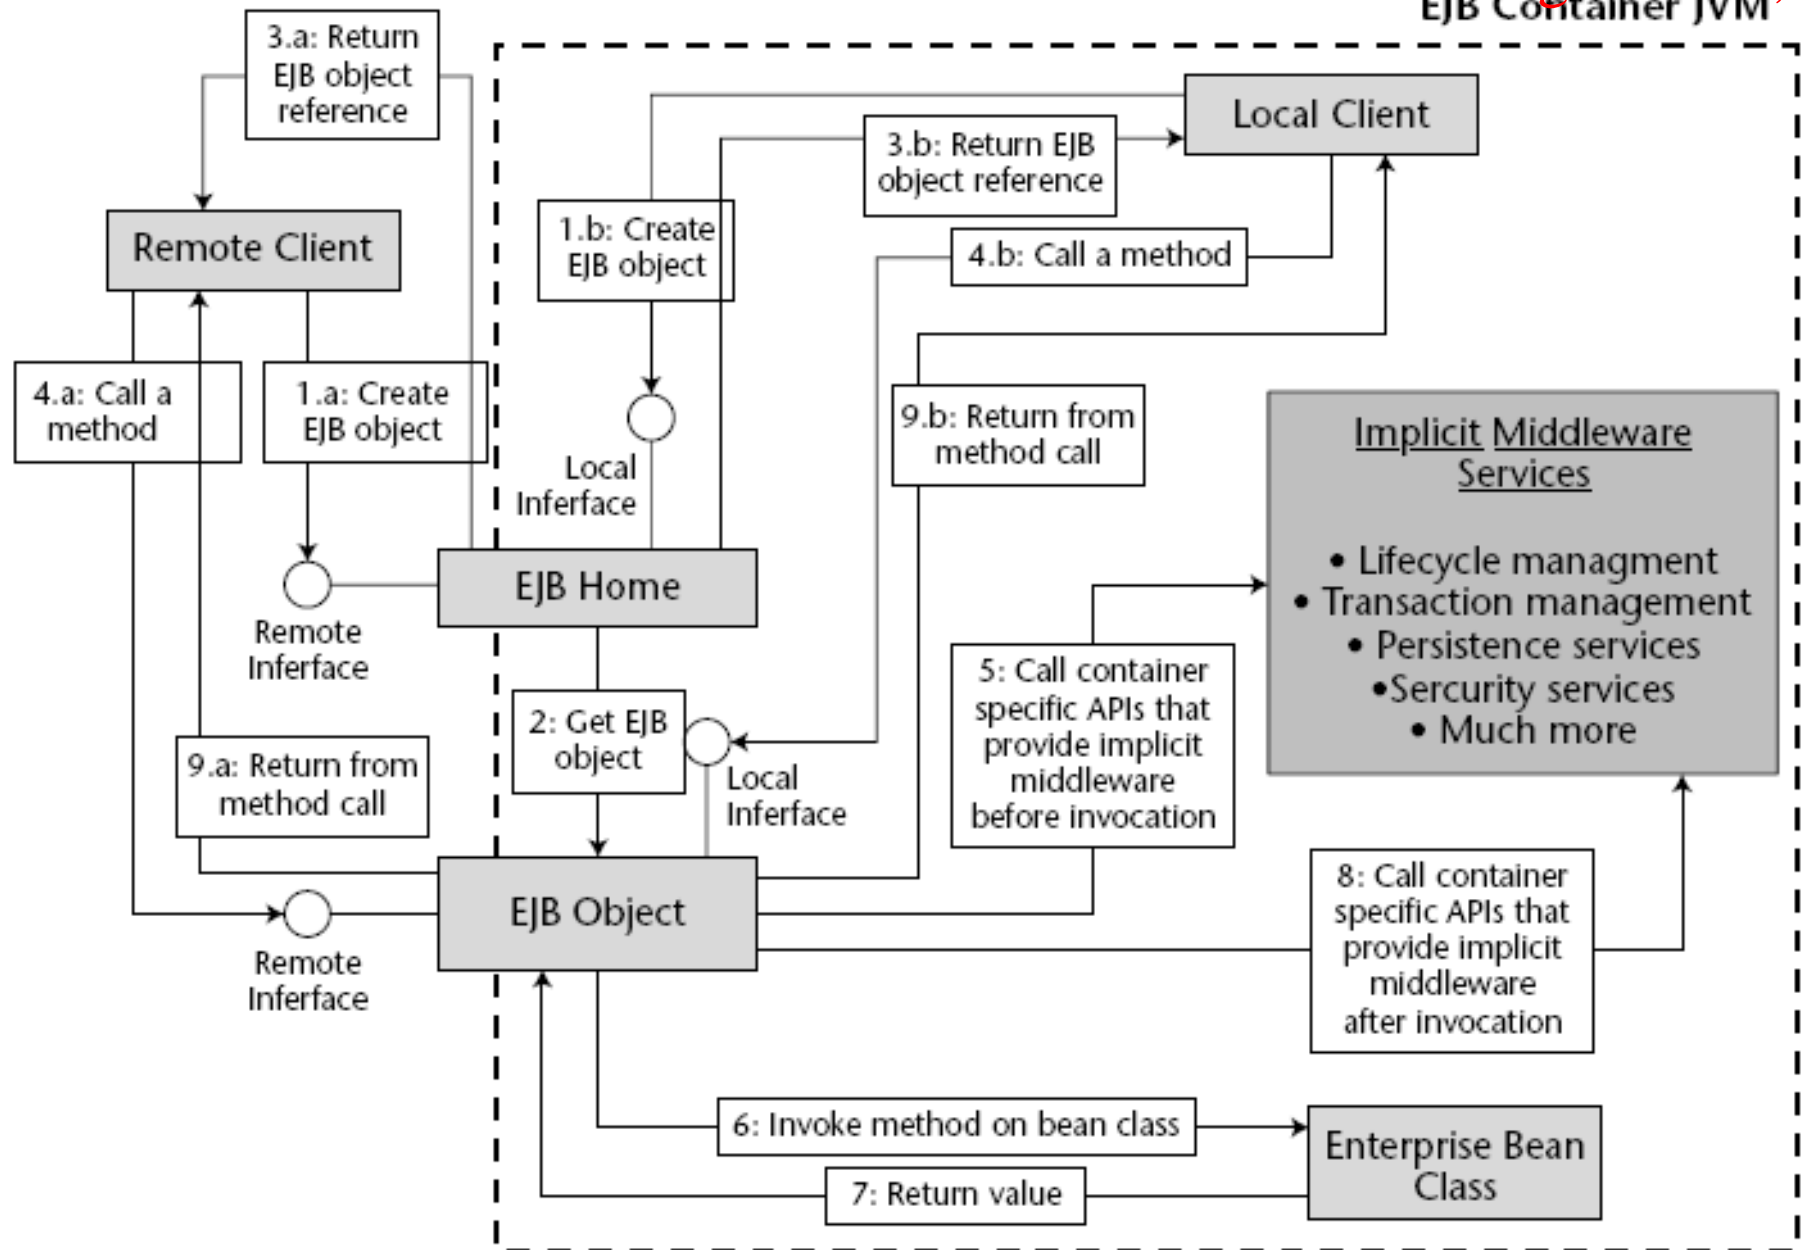 EJB Container JVM
3.a: Return
EJB object
reference
Local Client
3.b: Return EJB
object reference
Remote Client
1.b: Create
EJB object
4.b: Call a method
4.a: Call a
method
1.a: Create
EJB object
9.b: Return from
method call
Implicit Middleware
Services
Local
Inferface
• Lifecycle managment
• Transaction management
• Persistence services
•Sercurity services
• Much more
EJB Home
Remote
Inferface
5: Call container
specific APIs that
provide implicit
middleware
before invocation
2: Get EJB
object
Local
Inferface
9.a: Return from
method call
8: Call container
specific APIs that
provide implicit
middleware
after invocation
EJB Object
Remote
Inferface
6: Invoke method on bean class
Enterprise Bean
Class
7: Return value